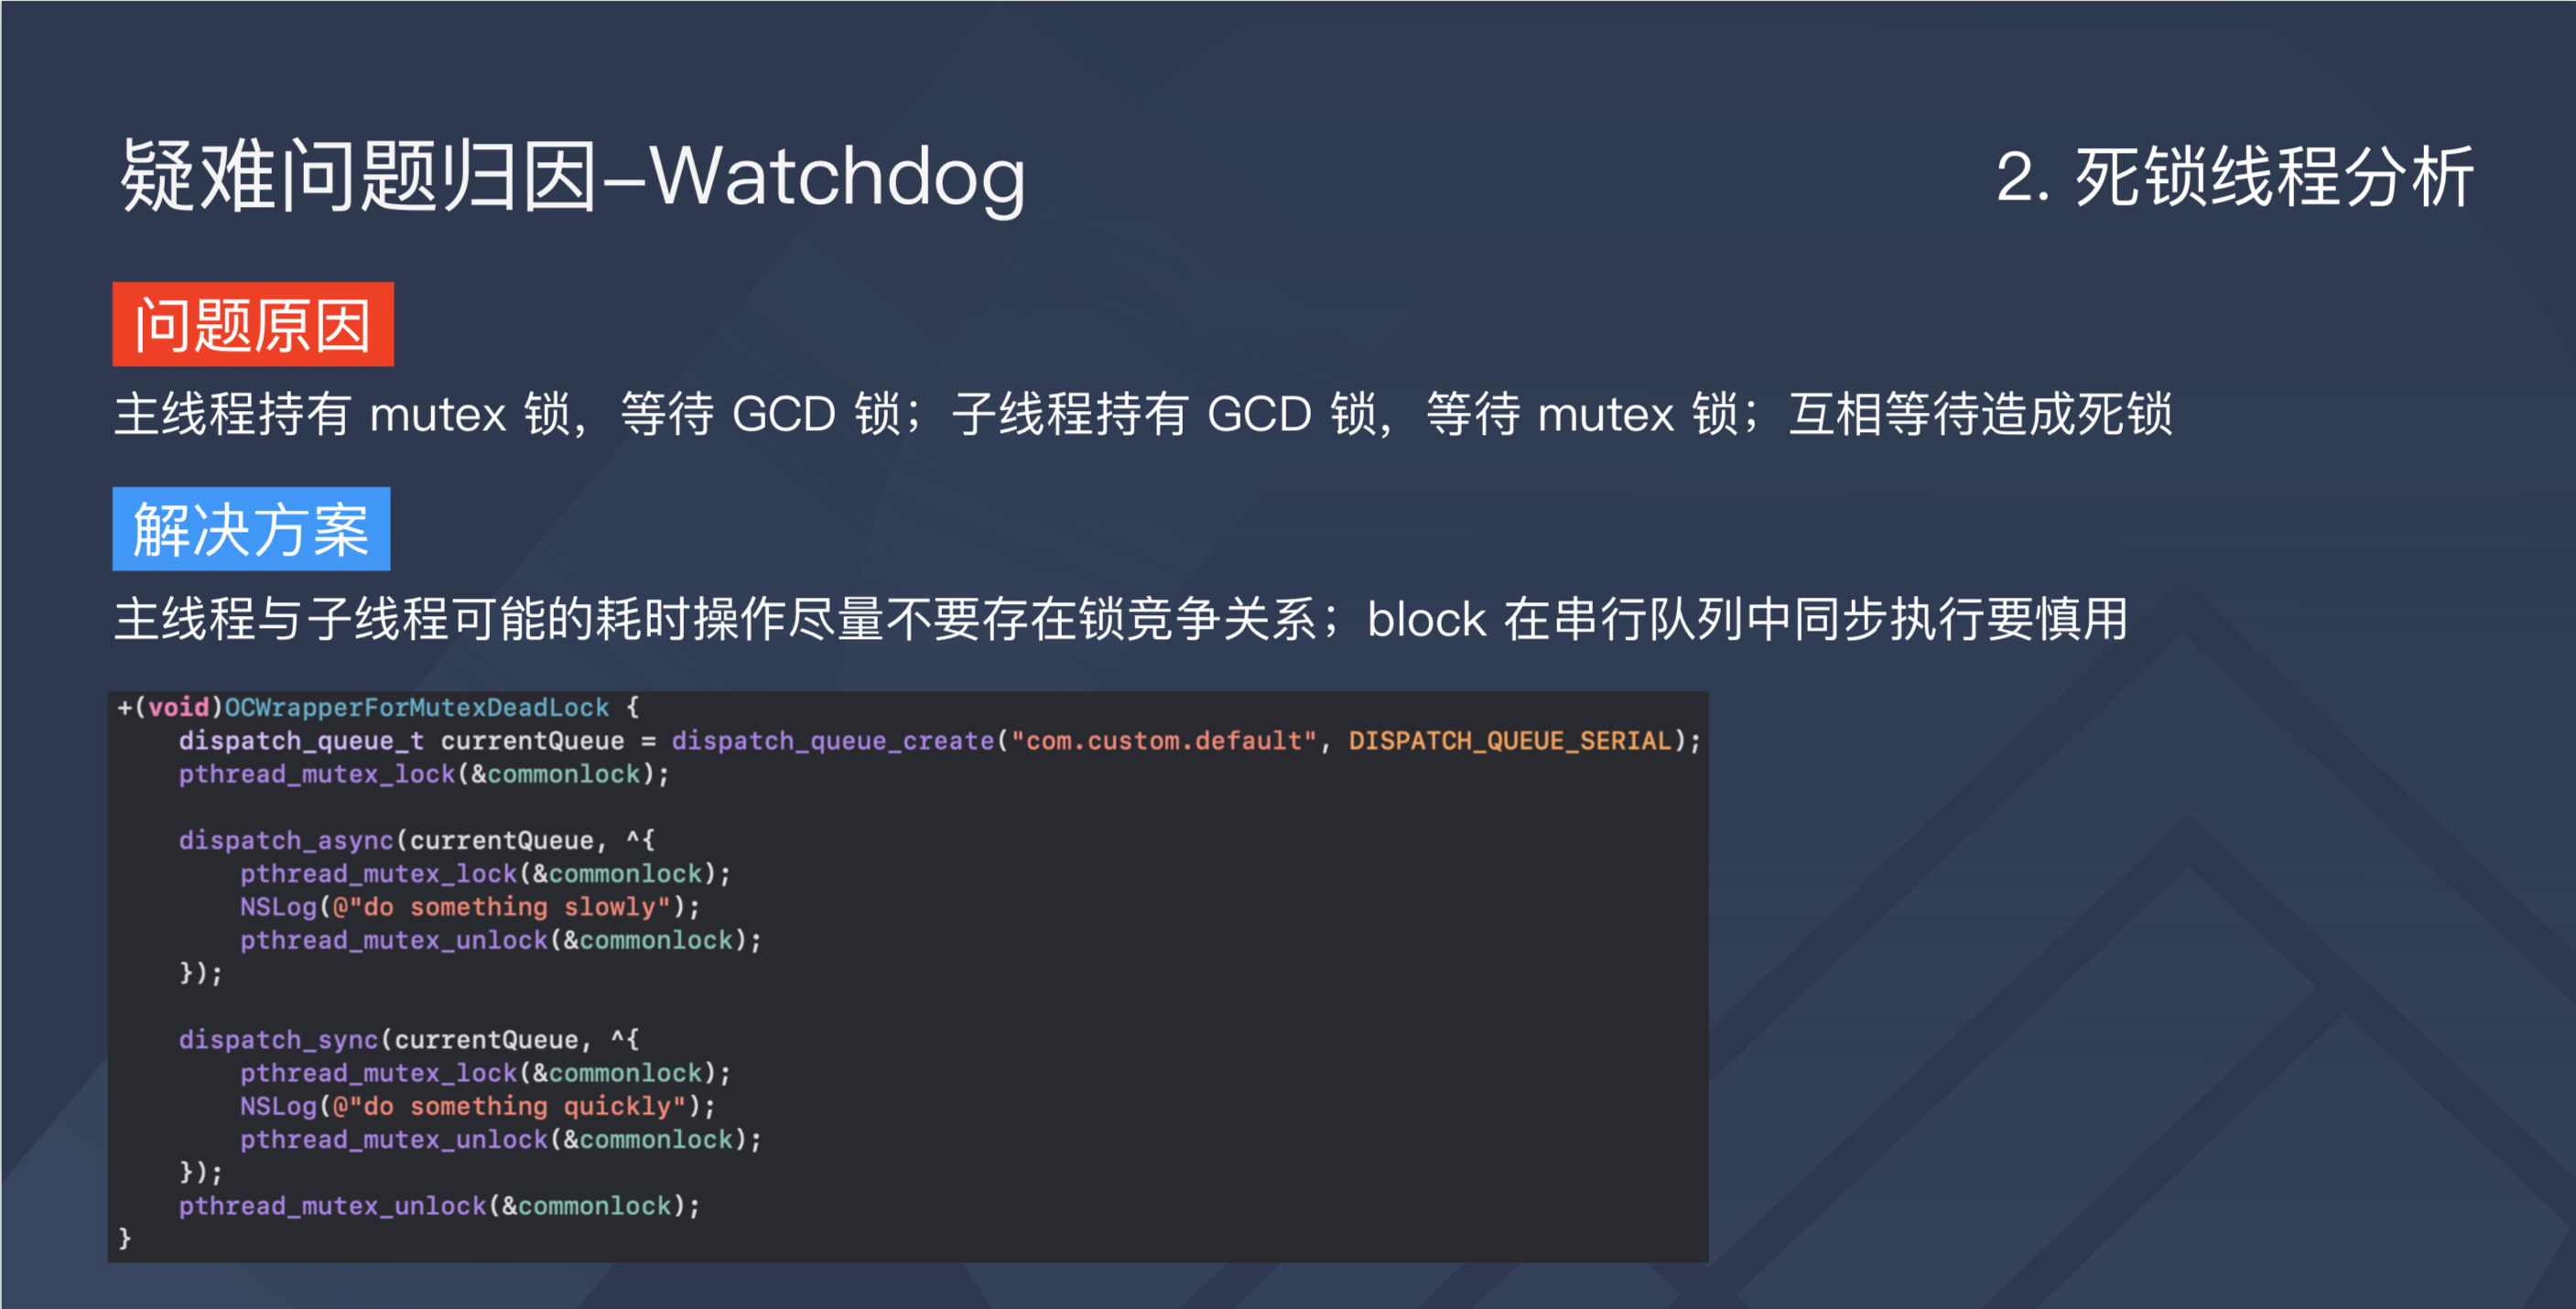 疑难问题归因–Watchdog
2. 死锁线程分析
问题原因
主线程持有 mutex 锁，等待 GCD 锁；子线程持有 GCD 锁，等待 mutex 锁；互相等待造成死锁
解决方案
主线程与子线程可能的耗时操作尽量不要存在锁竞争关系；block 在串行队列中同步执行要慎用
+(void)OCWrapperForMutexDeadLock {
    dispatch_queue_t currentQueue = dispatch_queue_create("com.custom.default", DISPATCH_QUEUE_SERIAL);
    pthread_mutex_lock(&commonlock);
    dispatch_async(currentQueue, ^{
        pthread_mutex_lock(&commonlock);
        NSLog(@"do something slowly");
        pthread_mutex_unlock(&commonlock);
    });
    dispatch_sync(currentQueue, ^{
        pthread_mutex_lock(&commonlock);
        NSLog(@"do something quickly");
        pthread_mutex_unlock(&commonlock);
    });
    pthread_mutex_unlock(&commonlock);
}